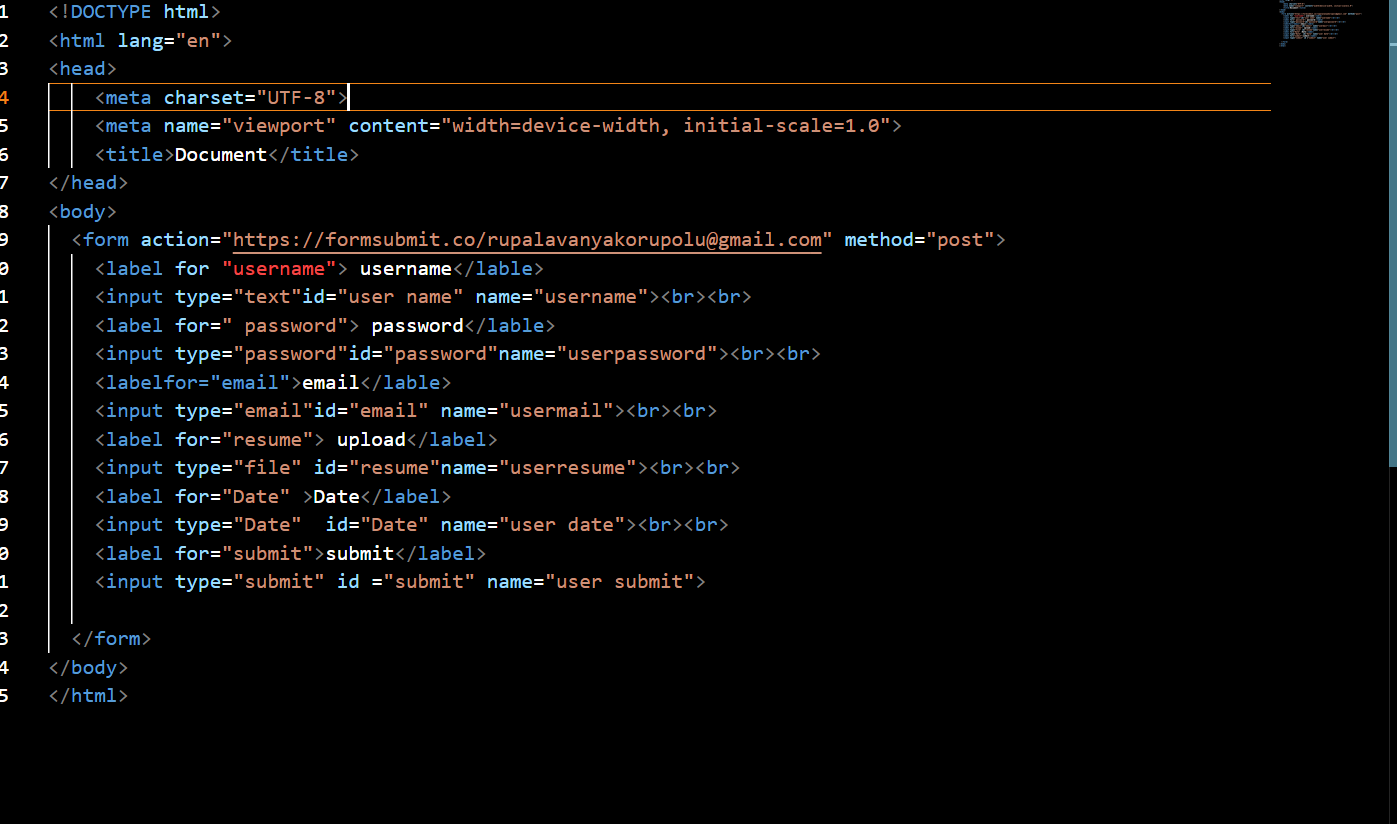 1 <!DOCTYPE html>
2 <html lang="en">
3 <head>
4 <meta charset="UTF-8">
5 <meta name="viewport" content="width=device-width, initial-scale=1.0">
6 <title>Document</title>
7 </head>
8 <body>
9 <form action="https://formsubmit.co/rupalavanyakorupolu@gmail.com" method="post">
0 <label for "username"> username</lable>
1 <input type="text"id="user name" name="username"><br><br>
2 <label for=" password"> password</lable>
3 <input type="password"id="password"name="userpassword"><br><br>
4 <labelfor="email">email</lable>
5 <input type="email"id="email" name="usermail"><br><br>
6 <label for="resume"> upload</label>
7 <input type="file" id="resume"name="userresume"><br><br>
8 <label for="Date" >Date</label>
9 <input type="Date"  id="Date" name="user date"><br><br>
0 <label for="submit">submit</label>
1 <input type="submit" id ="submit" name="user submit">
2
3 </form>
4 </body>
5 </html>